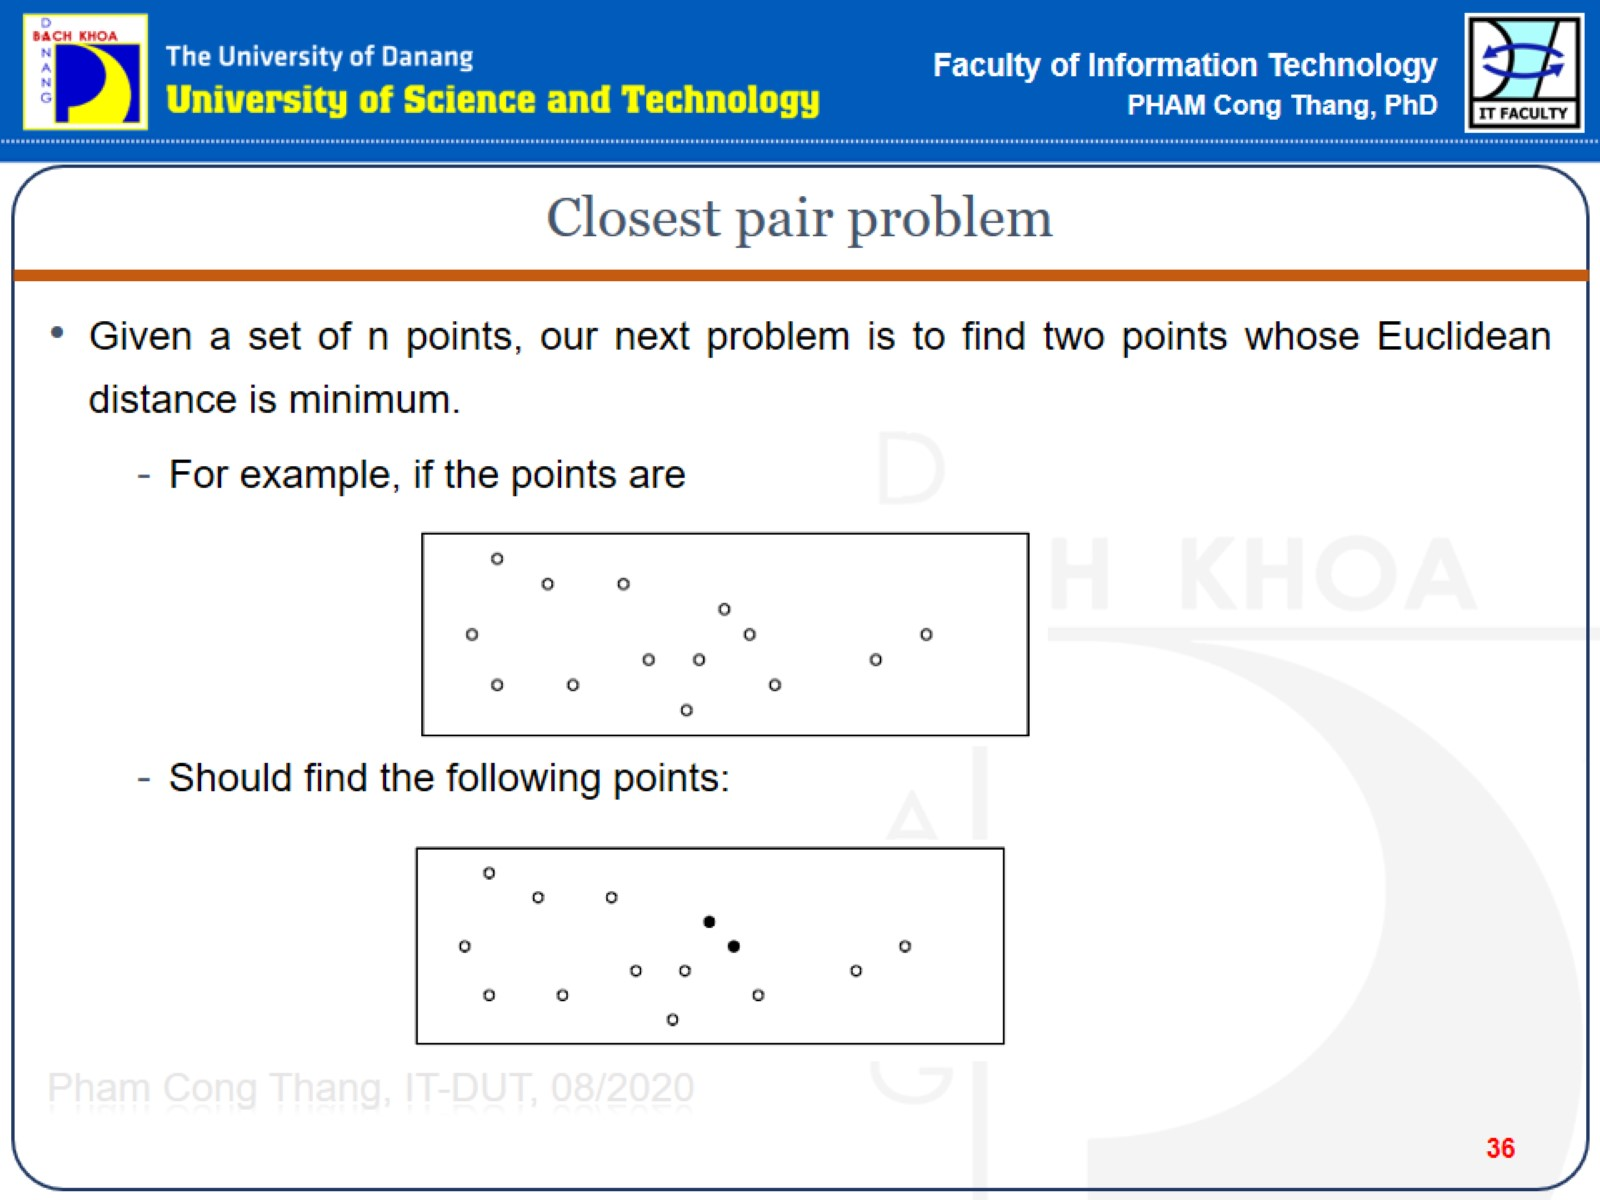 DANANG
BACH KHOA
The University of Danang
University of Science and Technology
Faculty of Information Technology
PHAM Cong Thang, PhD
IT FACULTY
Closest pair problem
• Given a set of n points, our next problem is to find two points whose Euclidean
distance is minimum.
- For example, if the points are
D
H KHOA
- Should find the following points:
A
G
Pham Cong Thang, IT-DUT, 08/2020
36